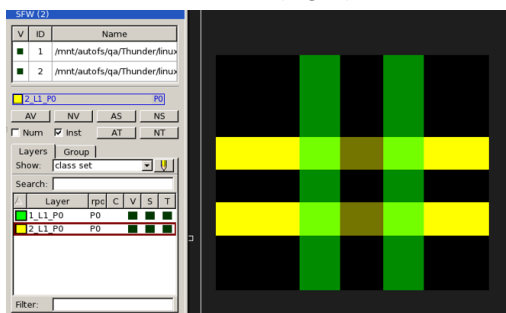 SFW (2)
V ID Name
1 /mnt/autofs/qa/Thunder/linux
2 /mnt/autofs/qa/Thunder/linux
2_L1_P0 P0
AV NV AS NS
Num Inst AT NT
Layers Group
Show: class set
Search:
Layer rpc C V S T
1_L1_P0 P0
2_L1_P0 P0
Filter: